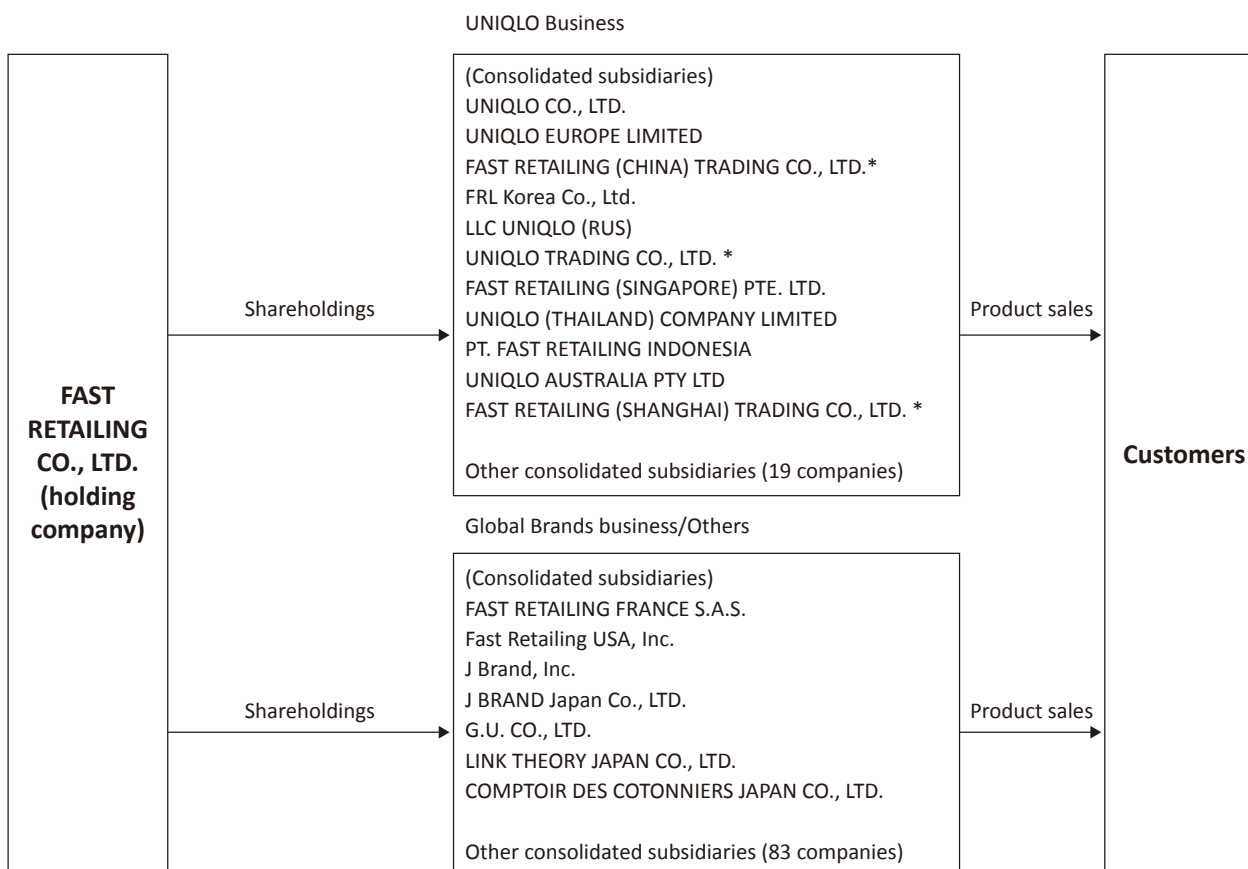 UNIQLO Business
FAST
RETAILING
CO., LTD.
(holding
company)
Shareholdings
(Consolidated subsidiaries)
UNIQLO CO., LTD.
UNIQLO EUROPE LIMITED
FAST RETAILING (CHINA) TRADING CO., LTD.*
FRL Korea Co., Ltd.
LLC UNIQLO (RUS)
UNIQLO TRADING CO., LTD. *
FAST RETAILING (SINGAPORE) PTE. LTD.
UNIQLO (THAILAND) COMPANY LIMITED
PT. FAST RETAILING INDONESIA
UNIQLO AUSTRALIA PTY LTD
FAST RETAILING (SHANGHAI) TRADING CO., LTD. *
Other consolidated subsidiaries (19 companies)
Product sales
Customers
Global Brands business/Others
Shareholdings
(Consolidated subsidiaries)
FAST RETAILING FRANCE S.A.S.
Fast Retailing USA, Inc.
J Brand, Inc.
J BRAND Japan Co., LTD.
G.U. CO., LTD.
LINK THEORY JAPAN CO., LTD.
COMPTOIR DES COTONNIERS JAPAN CO., LTD.
Other consolidated subsidiaries (83 companies)
Product sales